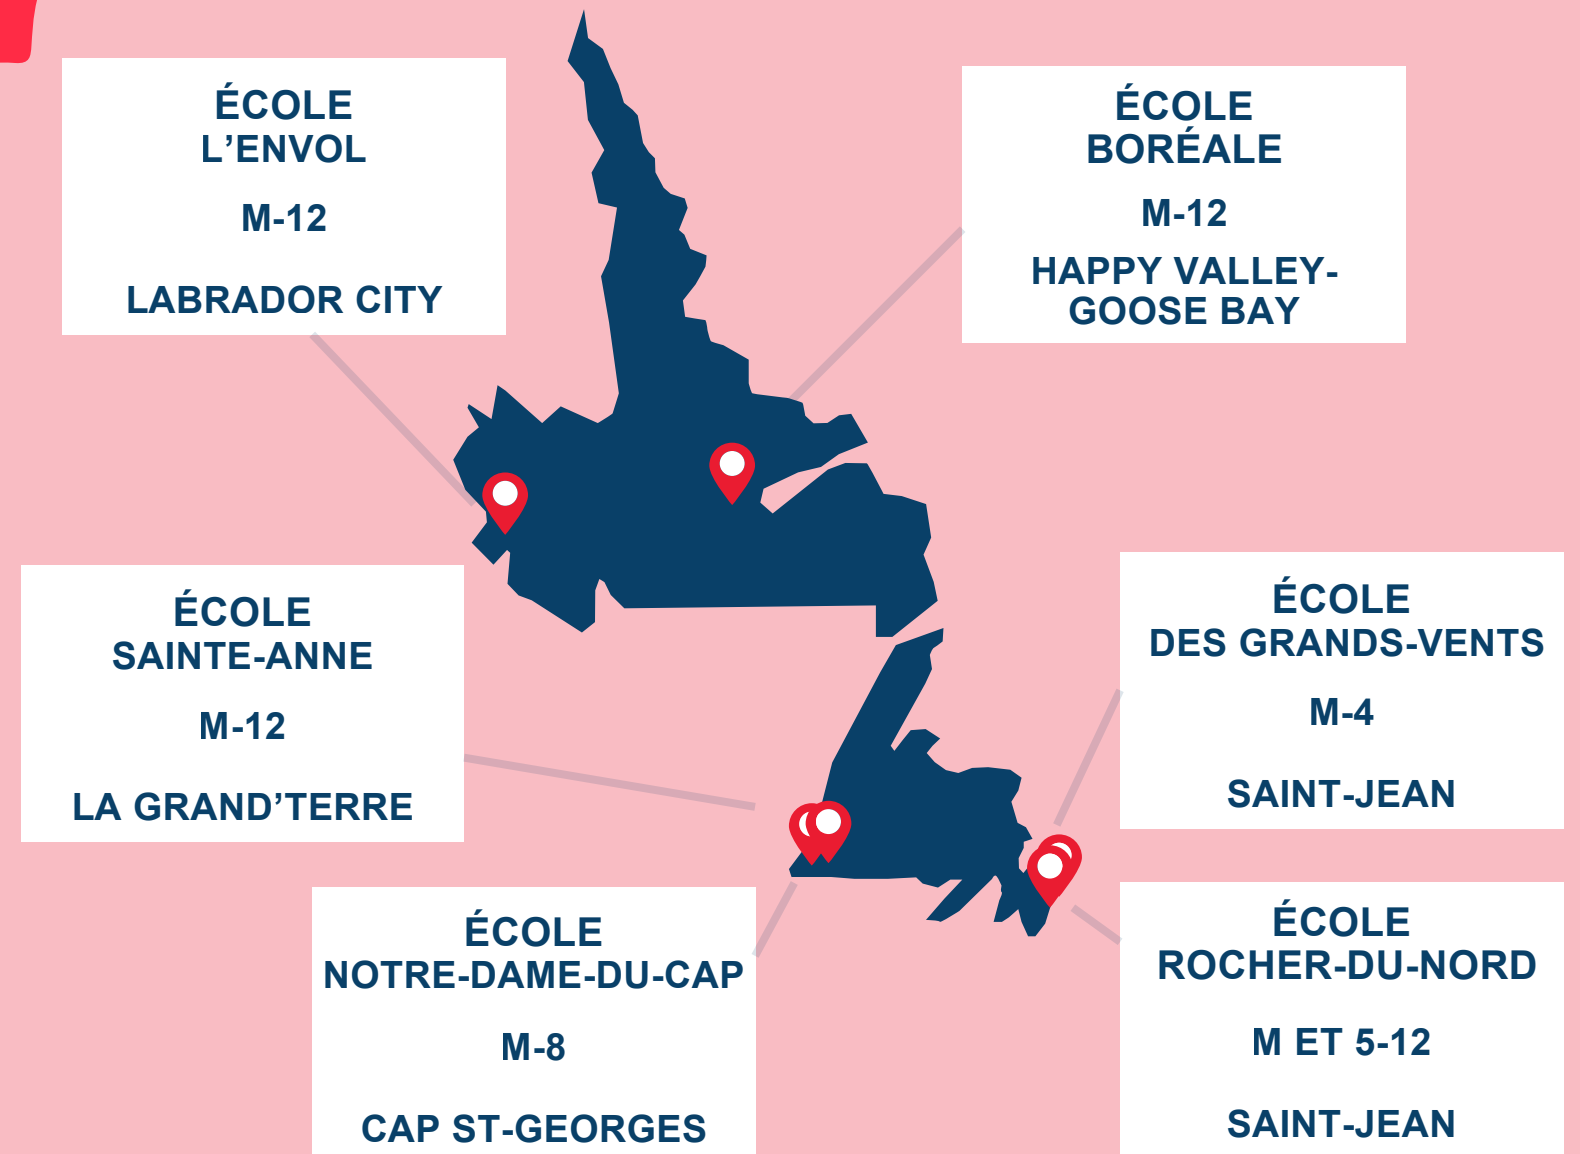 ÉCOLE
L’ENVOL
M-12
LABRADOR CITY
ÉCOLE
BORÉALE
M-12
HAPPY VALLEY-
GOOSE BAY
ÉCOLE
SAINTE-ANNE
M-12
LA GRAND’TERRE
ÉCOLE
DES GRANDS-VENTS
M-4
SAINT-JEAN
ÉCOLE
NOTRE-DAME-DU-CAP
M-8
CAP ST-GEORGES
ÉCOLE
ROCHER-DU-NORD
M ET 5-12
SAINT-JEAN